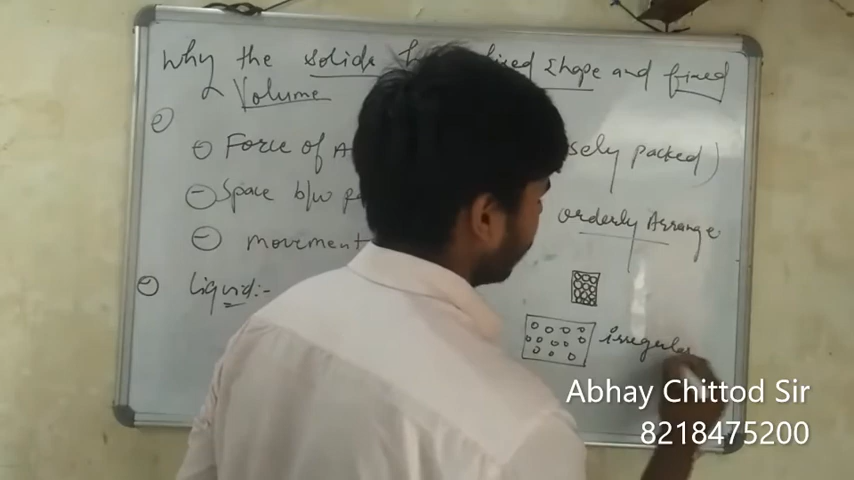 Why the solids fixed shape and fixed
Volume
Force of A sely packed)
Space b/w
orderly Arrange
movement
liquid:-
irregular
Abhay Chittod Sir
8218475200